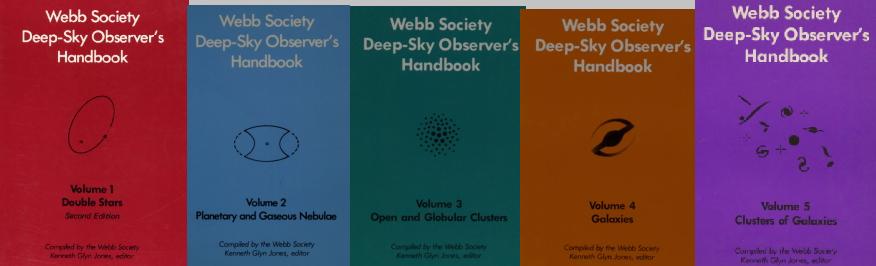 Webb Society
Deep-Sky Observer's
Handbook
Volume 1
Double Stars
Second Edition
Compiled by the Webb Society
Kenneth Glyn Jones, editor
Webb Society
Deep-Sky Observer's
Handbook
Volume 2
Planetary and Gaseous Nebulae
Compiled by the Webb Society
Kenneth Glyn Jones, editor
Webb Society
Deep-Sky Observer's
Handbook
Volume 3
Open and Globular Clusters
Compiled by the Webb Society
Kenneth Glyn Jones, editor
Webb Society
Deep-Sky Observer's
Handbook
Volume 4
Galaxies
Compiled by the Webb Society
Kenneth Glyn Jones, editor
Webb Society
Deep-Sky Observer's
Handbook
Volume 5
Clusters of Galaxies
Compiled by the Webb Society
Kenneth Glyn Jones, editor